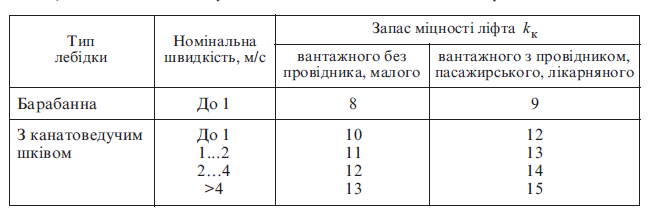 Тип лебідки
Номінальна швидкість, м/с
Запас міцності ліфта kк
вантажного без провідника, малого
вантажного з провідником, пасажирського, лікарняного
Барабанна До 1 8 9
З канатоведучим шківом До 1 10 12
1...2 11 13
2...4 12 14
>4 13 15